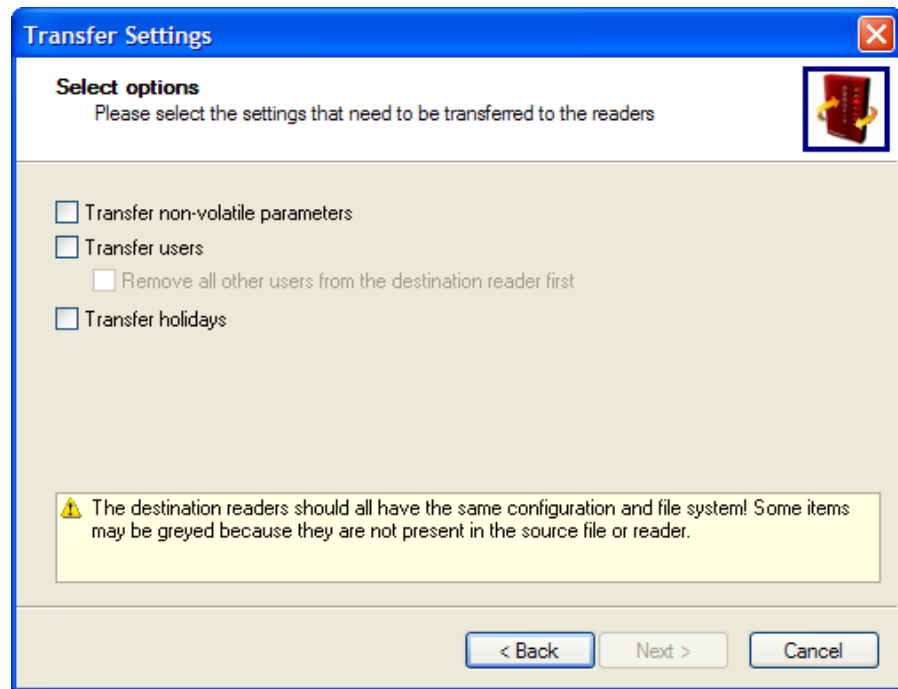 Transfer Settings
Select options
Please select the settings that need to be transferred to the readers
Transfer non-volatile parameters
Transfer users
Remove all other users from the destination reader first
Transfer holidays
The destination readers should all have the same configuration and file system! Some items
may be greyed because they are not present in the source file or reader.
< Back Next > Cancel